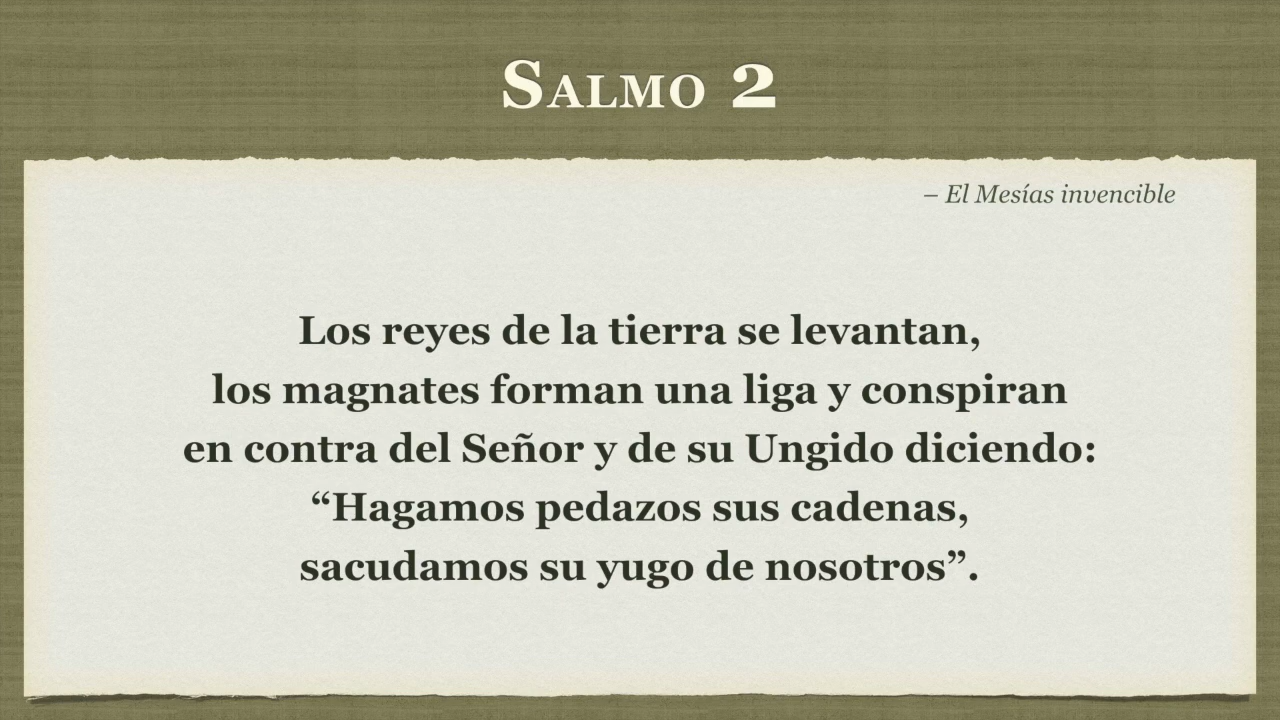 Salmo 2
– El Mesías invencible
Los reyes de la tierra se levantan,
los magnates forman una liga y conspiran
en contra del Señor y de su Ungido diciendo:
“Hagamos pedazos sus cadenas,
sacudamos su yugo de nosotros”.